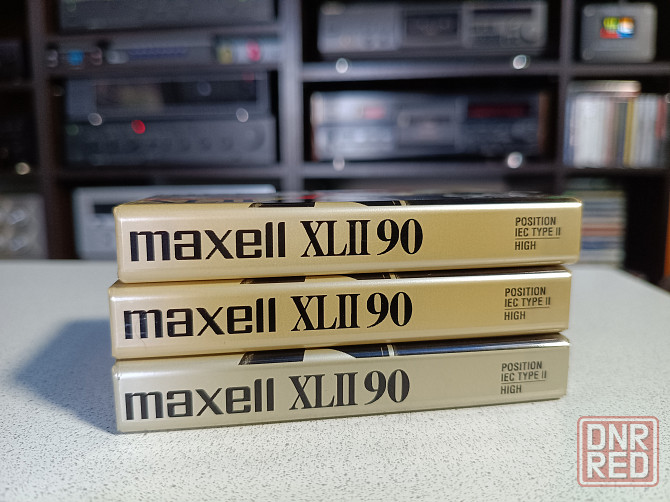 maxell XLII 90
POSITION
IEC TYPE II
HIGH
maxell XLII 90
POSITION
IEC TYPE II
HIGH
maxell XLII 90
POSITION
IEC TYPE II
HIGH
DNR
RED